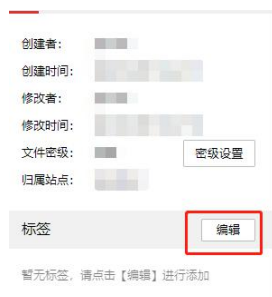 创建者：
创建时间：
修改者：
修改时间：
文件密级：
密级设置
归属站点：
标签
编辑
暂无标签，请点击【编辑】进行添加